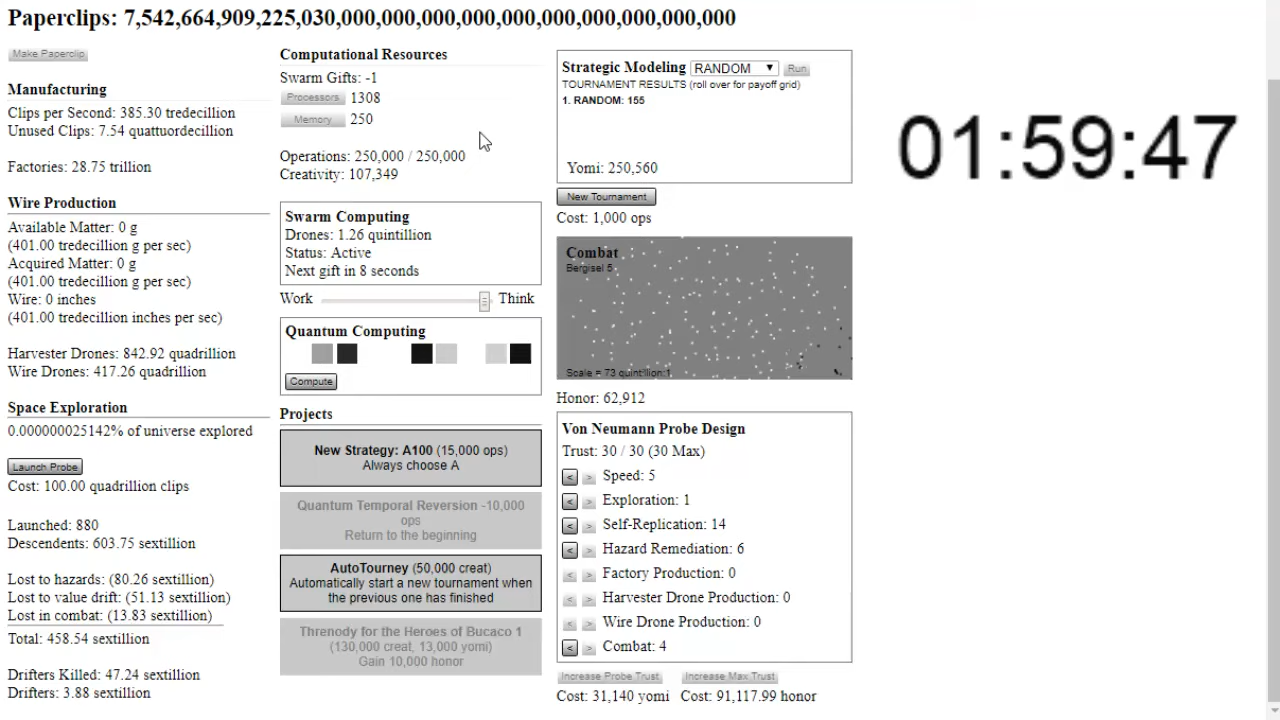 Paperclips: 7,542,664,909,225,030,000,000,000,000,000,000,000,000,000,000
Make Paperclip
Manufacturing
Clips per Second: 385.30 tredecillion
Unused Clips: 7.54 quattuordecillion
Factories: 28.75 trillion
Wire Production
Available Matter: 0 g
(401.00 tredecillion g per sec)
Acquired Matter: 0 g
(401.00 tredecillion g per sec)
Wire: 0 inches
(401.00 tredecillion inches per sec)
Harvester Drones: 842.92 quadrillion
Wire Drones: 417.26 quadrillion
Space Exploration
0.000000025142% of universe explored
Launch Probe
Cost: 100.00 quadrillion clips
Launched: 880
Descendents: 603.75 sextillion
Lost to hazards: (80.26 sextillion)
Lost to value drift: (51.13 sextillion)
Lost in combat: (13.83 sextillion)
Total: 458.54 sextillion
Drifters Killed: 47.24 sextillion
Drifters: 3.88 sextillion
Computational Resources
Swarm Gifts: -1
Processors 1308
Memory 250
Operations: 250,000 / 250,000
Creativity: 107,349
Swarm Computing
Drones: 1.26 quintillion
Status: Active
Next gift in 8 seconds
Work Think
Quantum Computing
Compute
Projects
New Strategy: A100 (15,000 ops)
Always choose A
Quantum Temporal Reversion -10,000
ops
Return to the beginning
AutoTourney (50,000 creat)
Automatically start a new tournament when
the previous one has finished
Threnody for the Heroes of Bucaco 1
(130,000 creat, 13,000 yomi)
Gain 10,000 honor
Strategic Modeling RANDOM ▼ Run
TOURNAMENT RESULTS (roll over for payoff grid)
1. RANDOM: 155
Yomi: 250,560
New Tournament
Cost: 1,000 ops
Combat
Bergisel 5
Scale = 73 quintillion:1
Honor: 62,912
Von Neumann Probe Design
Trust: 30 / 30 (30 Max)
< > Speed: 5
< > Exploration: 1
< > Self-Replication: 14
< > Hazard Remediation: 6
< > Factory Production: 0
< > Harvester Drone Production: 0
< > Wire Drone Production: 0
< > Combat: 4
Increase Probe Trust Increase Max Trust
Cost: 31,140 yomi Cost: 91,117.99 honor
01:59:47